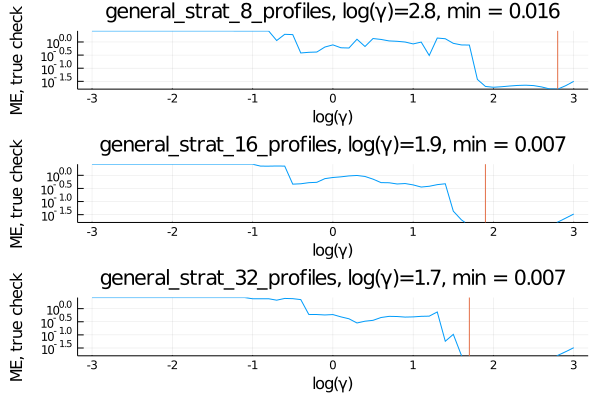 general_strat_8_profiles, log(γ)=2.8, min = 0.016
ME, true check
10^0.0
10^-0.5
10^-1.0
10^-1.5
-3 -2 -1 0 1 2 3
log(γ)
general_strat_16_profiles, log(γ)=1.9, min = 0.007
ME, true check
10^0.0
10^-0.5
10^-1.0
10^-1.5
-3 -2 -1 0 1 2 3
log(γ)
general_strat_32_profiles, log(γ)=1.7, min = 0.007
ME, true check
10^0.0
10^-0.5
10^-1.0
10^-1.5
-3 -2 -1 0 1 2 3
log(γ)